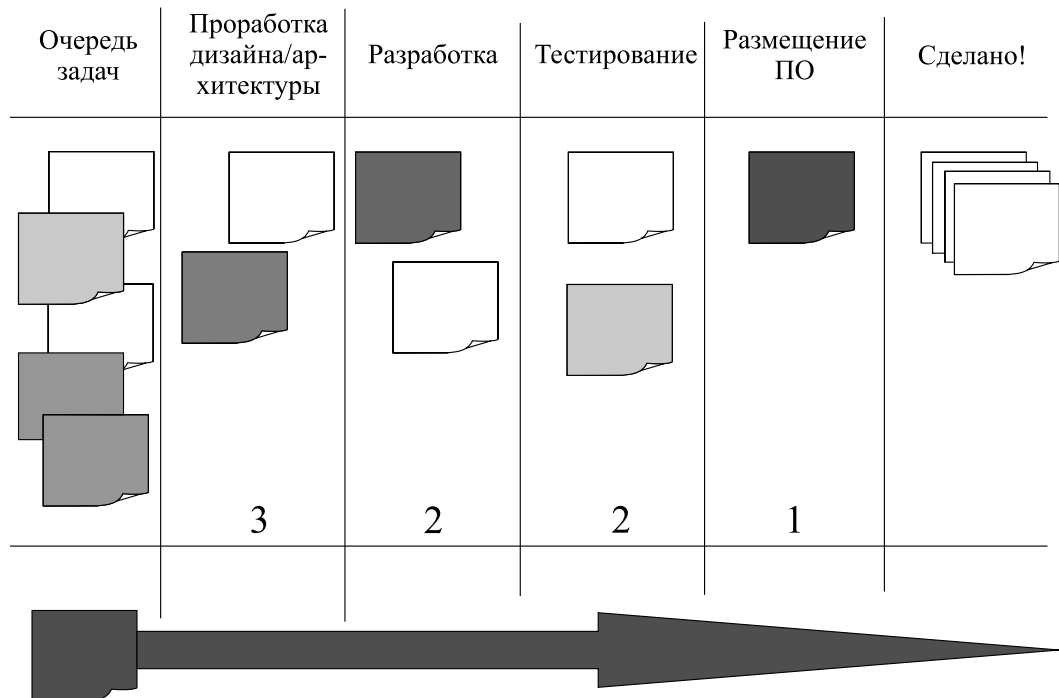 Очередь
задач
Проработка
дизайна/ар-
хитектуры
Разработка
Тестирование
Размещение
ПО
Сделано!
3
2
2
1